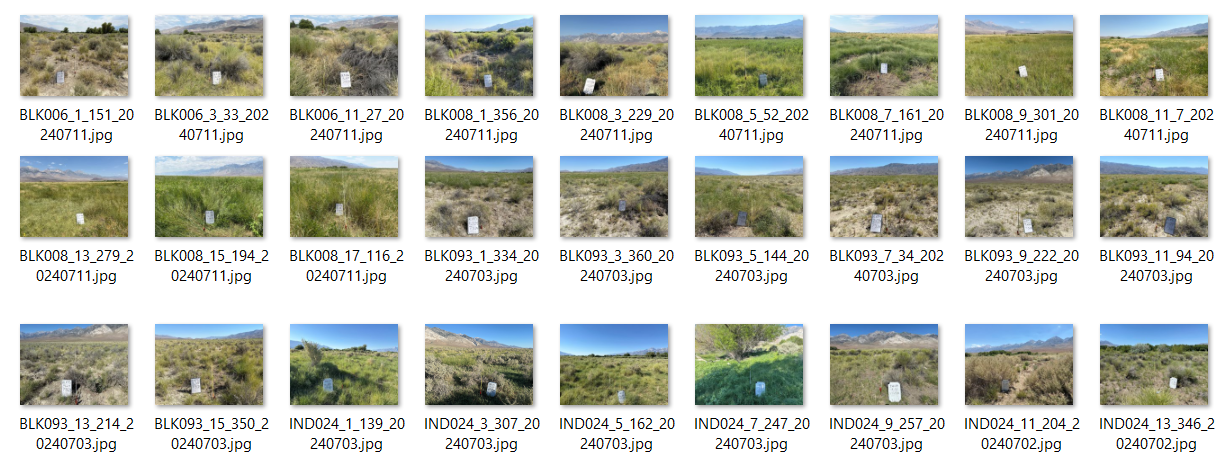 BLK006_1_151_20
240711.jpg
BLK006_3_33_202
40711.jpg
BLK006_11_27_20
240711.jpg
BLK008_1_356_20
240711.jpg
BLK008_3_229_20
240711.jpg
BLK008_5_52_202
40711.jpg
BLK008_7_161_20
240711.jpg
BLK008_9_301_20
240711.jpg
BLK008_11_7_202
40711.jpg
BLK008_13_279_2
0240711.jpg
BLK008_15_194_2
0240711.jpg
BLK008_17_116_2
0240711.jpg
BLK093_1_334_20
240703.jpg
BLK093_3_360_20
240703.jpg
BLK093_5_144_20
240703.jpg
BLK093_7_34_202
40703.jpg
BLK093_9_222_20
240703.jpg
BLK093_11_94_20
240703.jpg
BLK093_13_214_2
0240703.jpg
BLK093_15_350_2
0240703.jpg
IND024_1_139_20
240703.jpg
IND024_3_307_20
240703.jpg
IND024_5_162_20
240703.jpg
IND024_7_247_20
240703.jpg
IND024_9_257_20
240703.jpg
IND024_11_204_2
0240702.jpg
IND024_13_346_2
0240702.jpg